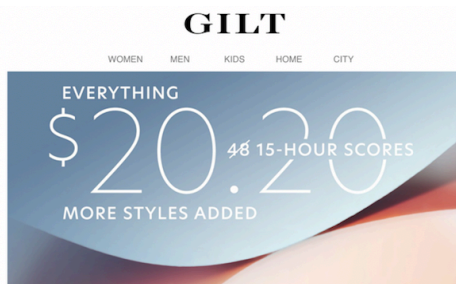 GILT
WOMEN MEN KIDS HOME CITY
EVERYTHING
$20.20
48 15-HOUR SCORES
MORE STYLES ADDED